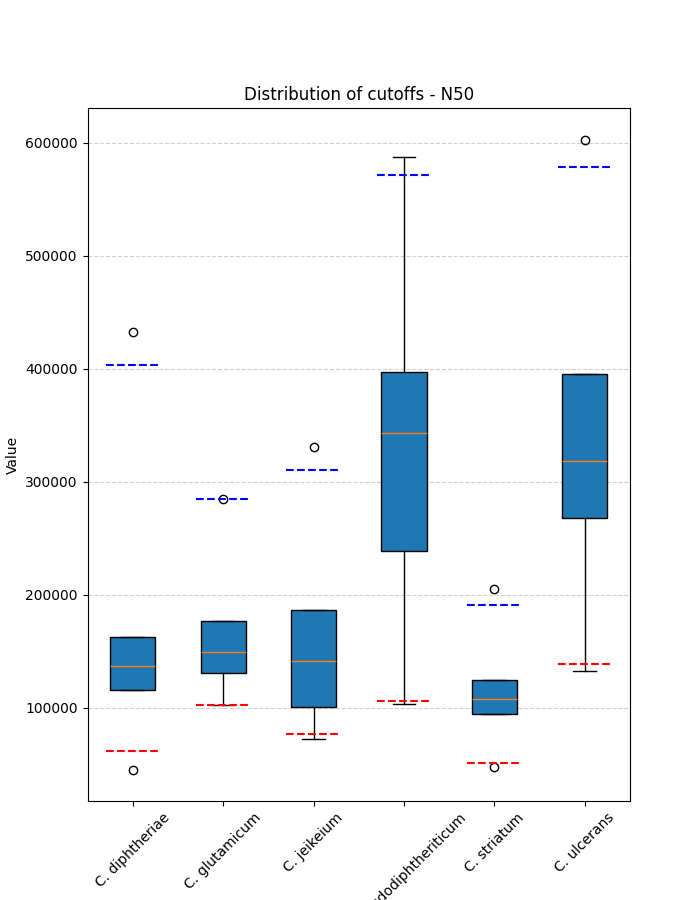 Distribution of cutoffs - N50
600000
500000
400000
300000
200000
100000
Value
C. diphtheriae
C. glutamicum
C. jeikeium
C. striatum
C. ulcerans